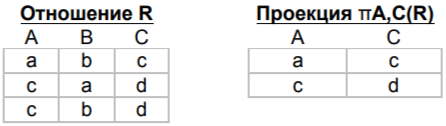 Отношение R
A B C
a b c
c a d
c b d
Проекция πA,C(R)
A C
a c
c d